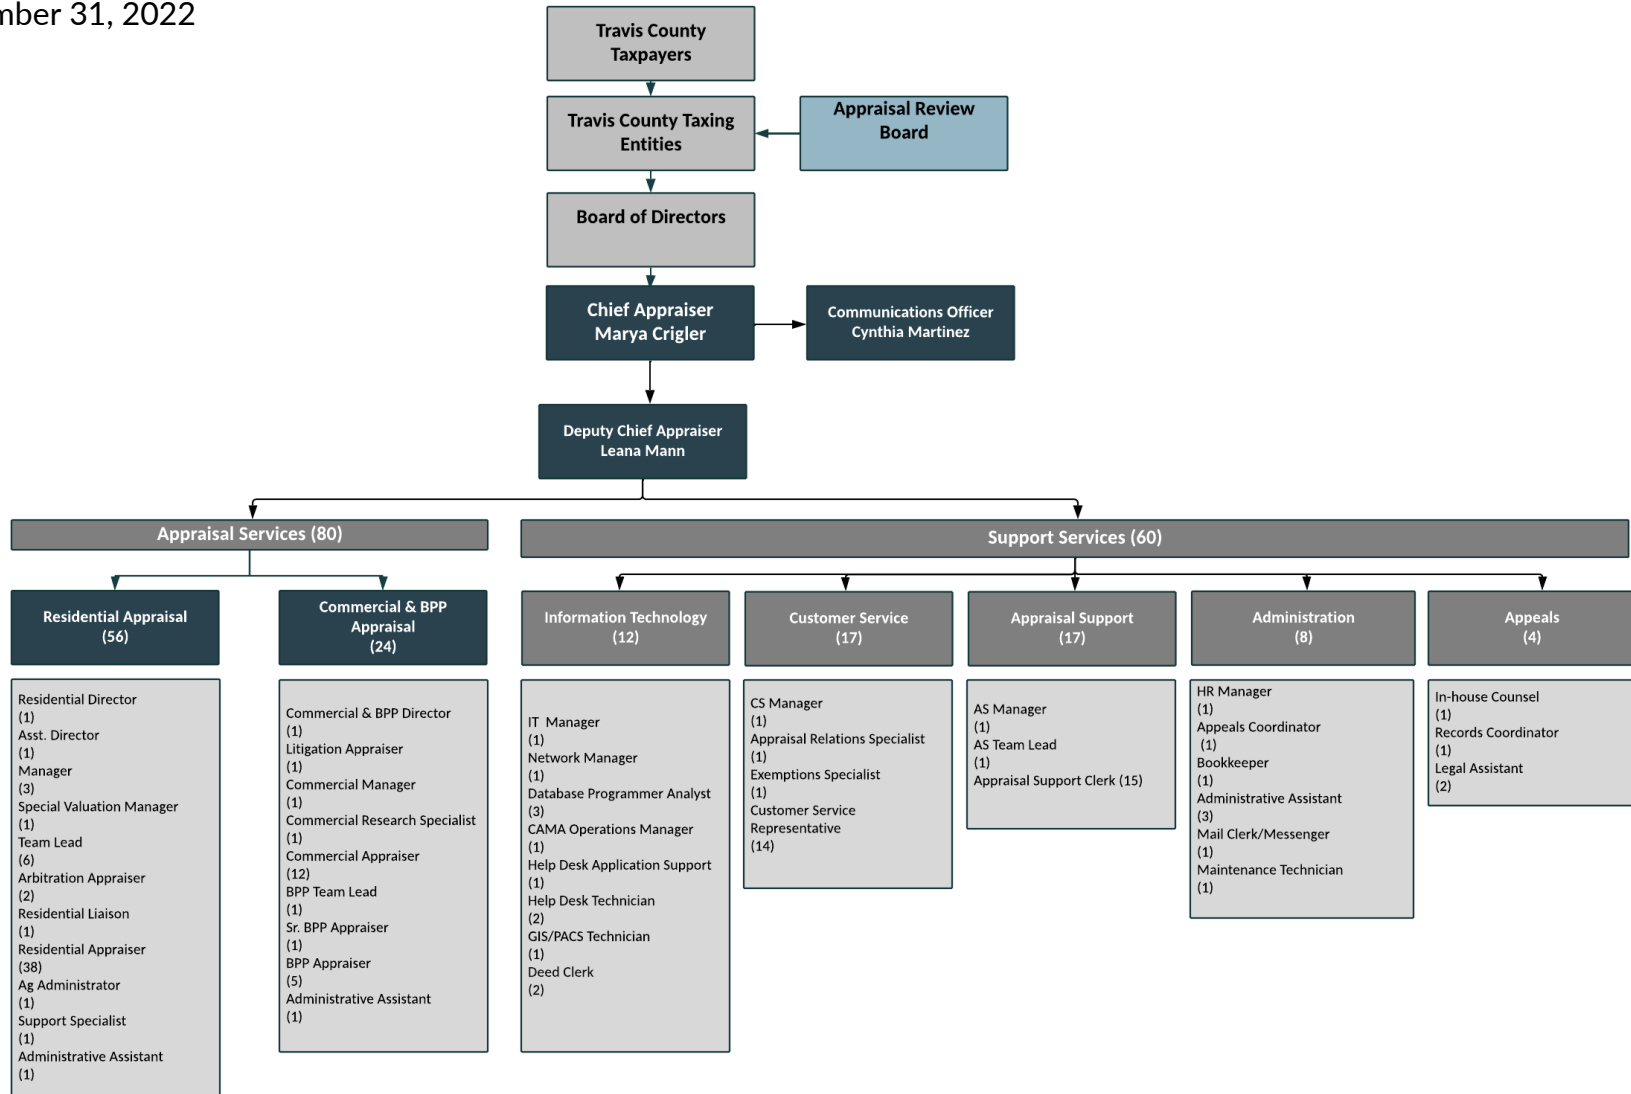 mber 31, 2022
Travis County
Taxpayers
Travis County Taxing
Entities
Appraisal Review
Board
Board of Directors
Chief Appraiser
Marya Crigler
Communications Officer
Cynthia Martinez
Deputy Chief Appraiser
Leana Mann
Appraisal Services (80)
Support Services (60)
Residential Appraisal
(56)
Commercial & BPP
Appraisal
(24)
Information Technology
(12)
Customer Service
(17)
Appraisal Support
(17)
Administration
(8)
Appeals
(4)
Residential Director
(1)
Asst. Director
(1)
Manager
(3)
Special Valuation Manager
(1)
Team Lead
(6)
Arbitration Appraiser
(2)
Residential Liaison
(1)
Residential Appraiser
(38)
Ag Administrator
(1)
Support Specialist
(1)
Administrative Assistant
(1)
Commercial & BPP Director
(1)
Litigation Appraiser
(1)
Commercial Manager
(1)
Commercial Research Specialist
(1)
Commercial Appraiser
(12)
BPP Team Lead
(1)
Sr. BPP Appraiser
(1)
BPP Appraiser
(5)
Administrative Assistant
(1)
IT Manager
(1)
Network Manager
(1)
Database Programmer Analyst
(3)
CAMA Operations Manager
(1)
Help Desk Application Support
(1)
Help Desk Technician
(2)
GIS/PACS Technician
(1)
Deed Clerk
(2)
CS Manager
(1)
Appraisal Relations Specialist
(1)
Exemptions Specialist
(1)
Customer Service
Representative
(14)
AS Manager
(1)
AS Team Lead
(1)
Appraisal Support Clerk (15)
HR Manager
(1)
Appeals Coordinator
(1)
Bookkeeper
(1)
Administrative Assistant
(3)
Mail Clerk/Messenger
(1)
Maintenance Technician
(1)
In-house Counsel
(1)
Records Coordinator
(1)
Legal Assistant
(2)